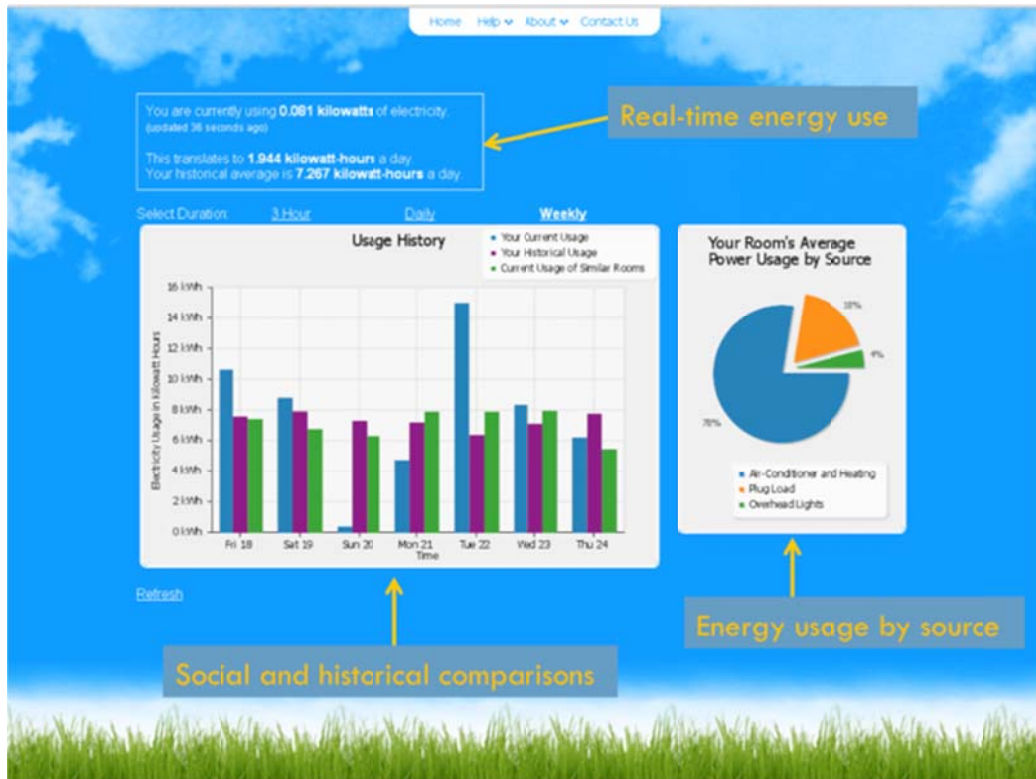 Home Help About Contact Us
You are currently using 0.081 kilowatts of electricity.
(updated 36 seconds ago)
This translates to 1.944 kilowatt-hours a day.
Your historical average is 7.267 kilowatt-hours a day.
Real-time energy use
Select Duration: 3 Hour Daily Weekly
Usage History
Your Current Usage
Your Historical Usage
Current Usage of Similar Rooms
Electricity Usage in Kilowatt Hours
16 kWh
14 kWh
12 kWh
10 kWh
8 kWh
6 kWh
4 kWh
2 kWh
0 kWh
Fri 18 Sat 19 Sun 20 Mon 21 Tue 22 Wed 23 Thu 24
Time
Your Room's Average
Power Usage by Source
18%
4%
78%
Air-Conditioner and Heating
Plug Load
Overhead Lights
Refresh
Energy usage by source
Social and historical comparisons